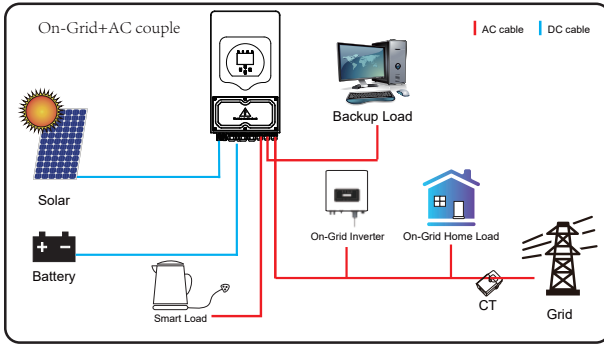 On-Grid+AC couple
AC cable
DC cable
Backup Load
Solar
On-Grid Inverter
On-Grid Home Load
Battery
Smart Load
CT
Grid